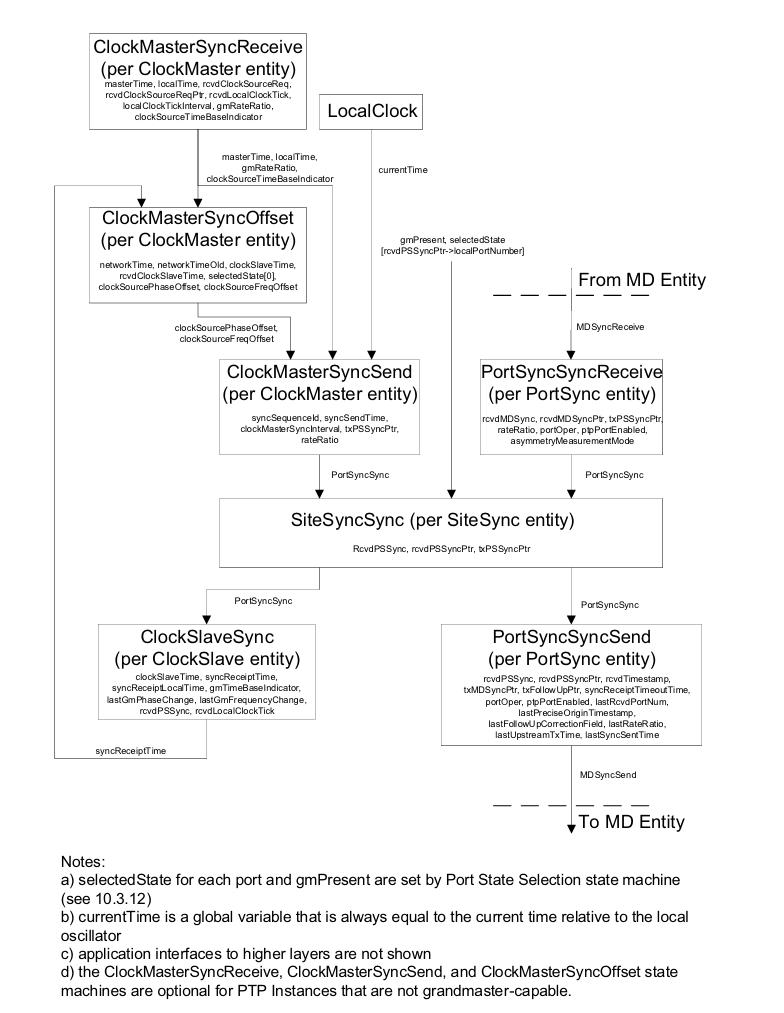 ClockMasterSyncReceive
(per ClockMaster entity)
masterTime, localTime, rcvdClockSourceReq,
rcvdClockSourceReqPtr, rcvdLocalClockTick,
localClockTickInterval, gmRateRatio,
clockSourceTimeBaseIndicator
LocalClock
masterTime, localTime,
gmRateRatio,
clockSourceTimeBaseIndicator
currentTime
ClockMasterSyncOffset
(per ClockMaster entity)
networkTime, networkTimeOld, clockSlaveTime,
rcvdClockSlaveTime, selectedState[0],
clockSourcePhaseOffset, clockSourceFreqOffset
gmPresent, selectedState
[rcvdPSSyncPtr->localPortNumber]
From MD Entity
clockSourcePhaseOffset,
clockSourceFreqOffset
MDSyncReceive
ClockMasterSyncSend
(per ClockMaster entity)
syncSequenceId, syncSendTime,
clockMasterSyncInterval, txPSSyncPtr,
rateRatio
PortSyncSyncReceive
(per PortSync entity)
rcvdMDSync, rcvdMDSyncPtr, txPSSyncPtr,
rateRatio, portOper, ptpPortEnabled,
asymmetryMeasurementMode
PortSyncSync
PortSyncSync
SiteSyncSync (per SiteSync entity)
RcvdPSSync, rcvdPSSyncPtr, txPSSyncPtr
PortSyncSync
PortSyncSync
ClockSlaveSync
(per ClockSlave entity)
clockSlaveTime, syncReceiptTime,
syncReceiptLocalTime, gmTimeBaseIndicator,
lastGmPhaseChange, lastGmFrequencyChange,
rcvdPSSync, rcvdLocalClockTick
PortSyncSyncSend
(per PortSync entity)
rcvdPSSync, rcvdPSSyncPtr, rcvdTimestamp,
txMDSyncPtr, txFollowUpPtr, syncReceiptTimeoutTime,
portOper, ptpPortEnabled, lastRcvdPortNum,
lastPreciseOriginTimestamp,
lastFollowUpCorrectionField, lastRateRatio,
lastUpstreamTxTime, lastSyncSentTime
syncReceiptTime
MDSyncSend
To MD Entity
Notes:
a) selectedState for each port and gmPresent are set by Port State Selection state machine
(see 10.3.12)
b) currentTime is a global variable that is always equal to the current time relative to the local
oscillator
c) application interfaces to higher layers are not shown
d) the ClockMasterSyncReceive, ClockMasterSyncSend, and ClockMasterSyncOffset state
machines are optional for PTP Instances that are not grandmaster-capable.